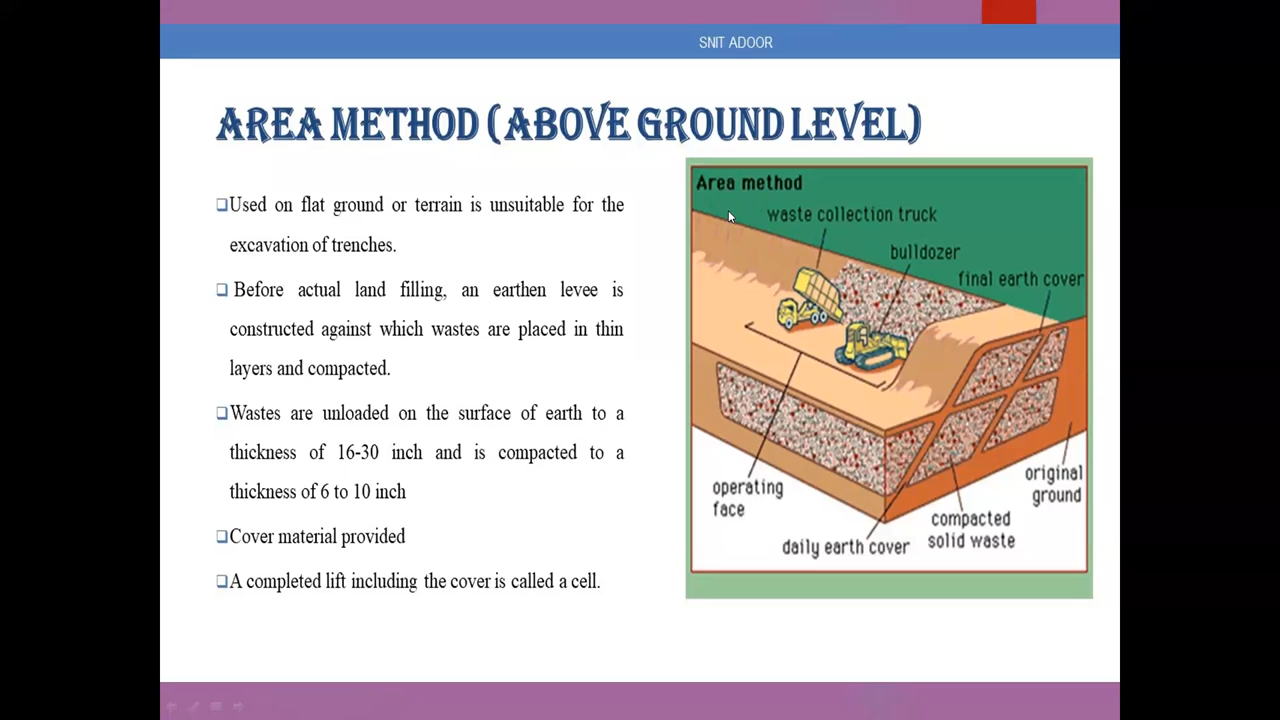 SNIT ADOOR
AREA METHOD (ABOVE GROUND LEVEL)
❑Used on flat ground or terrain is unsuitable for the
excavation of trenches.
❑ Before actual land filling, an earthen levee is
constructed against which wastes are placed in thin
layers and compacted.
❑Wastes are unloaded on the surface of earth to a
thickness of 16-30 inch and is compacted to a
thickness of 6 to 10 inch
❑Cover material provided
❑A completed lift including the cover is called a cell.
Area method
waste collection truck
bulldozer
final earth cover
operating
face
daily earth cover
compacted
solid waste
original
ground